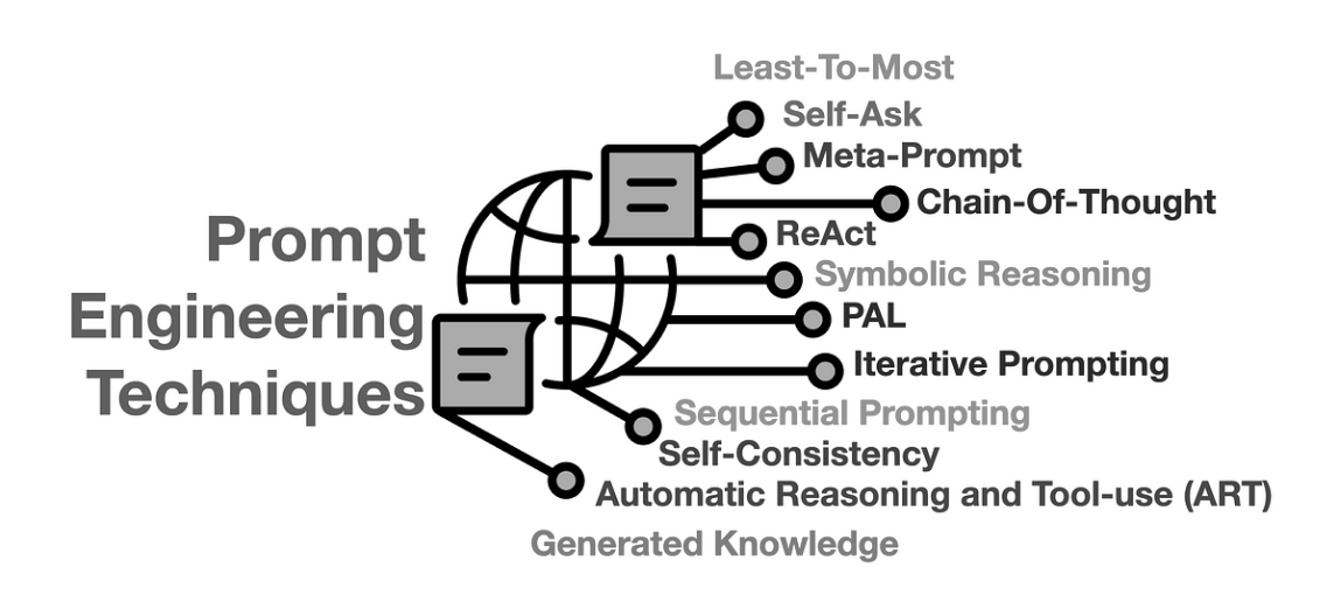 Prompt
Engineering
Techniques
Least-To-Most
Self-Ask
Meta-Prompt
Chain-Of-Thought
ReAct
Symbolic Reasoning
PAL
Iterative Prompting
Sequential Prompting
Self-Consistency
Automatic Reasoning and Tool-use (ART)
Generated Knowledge